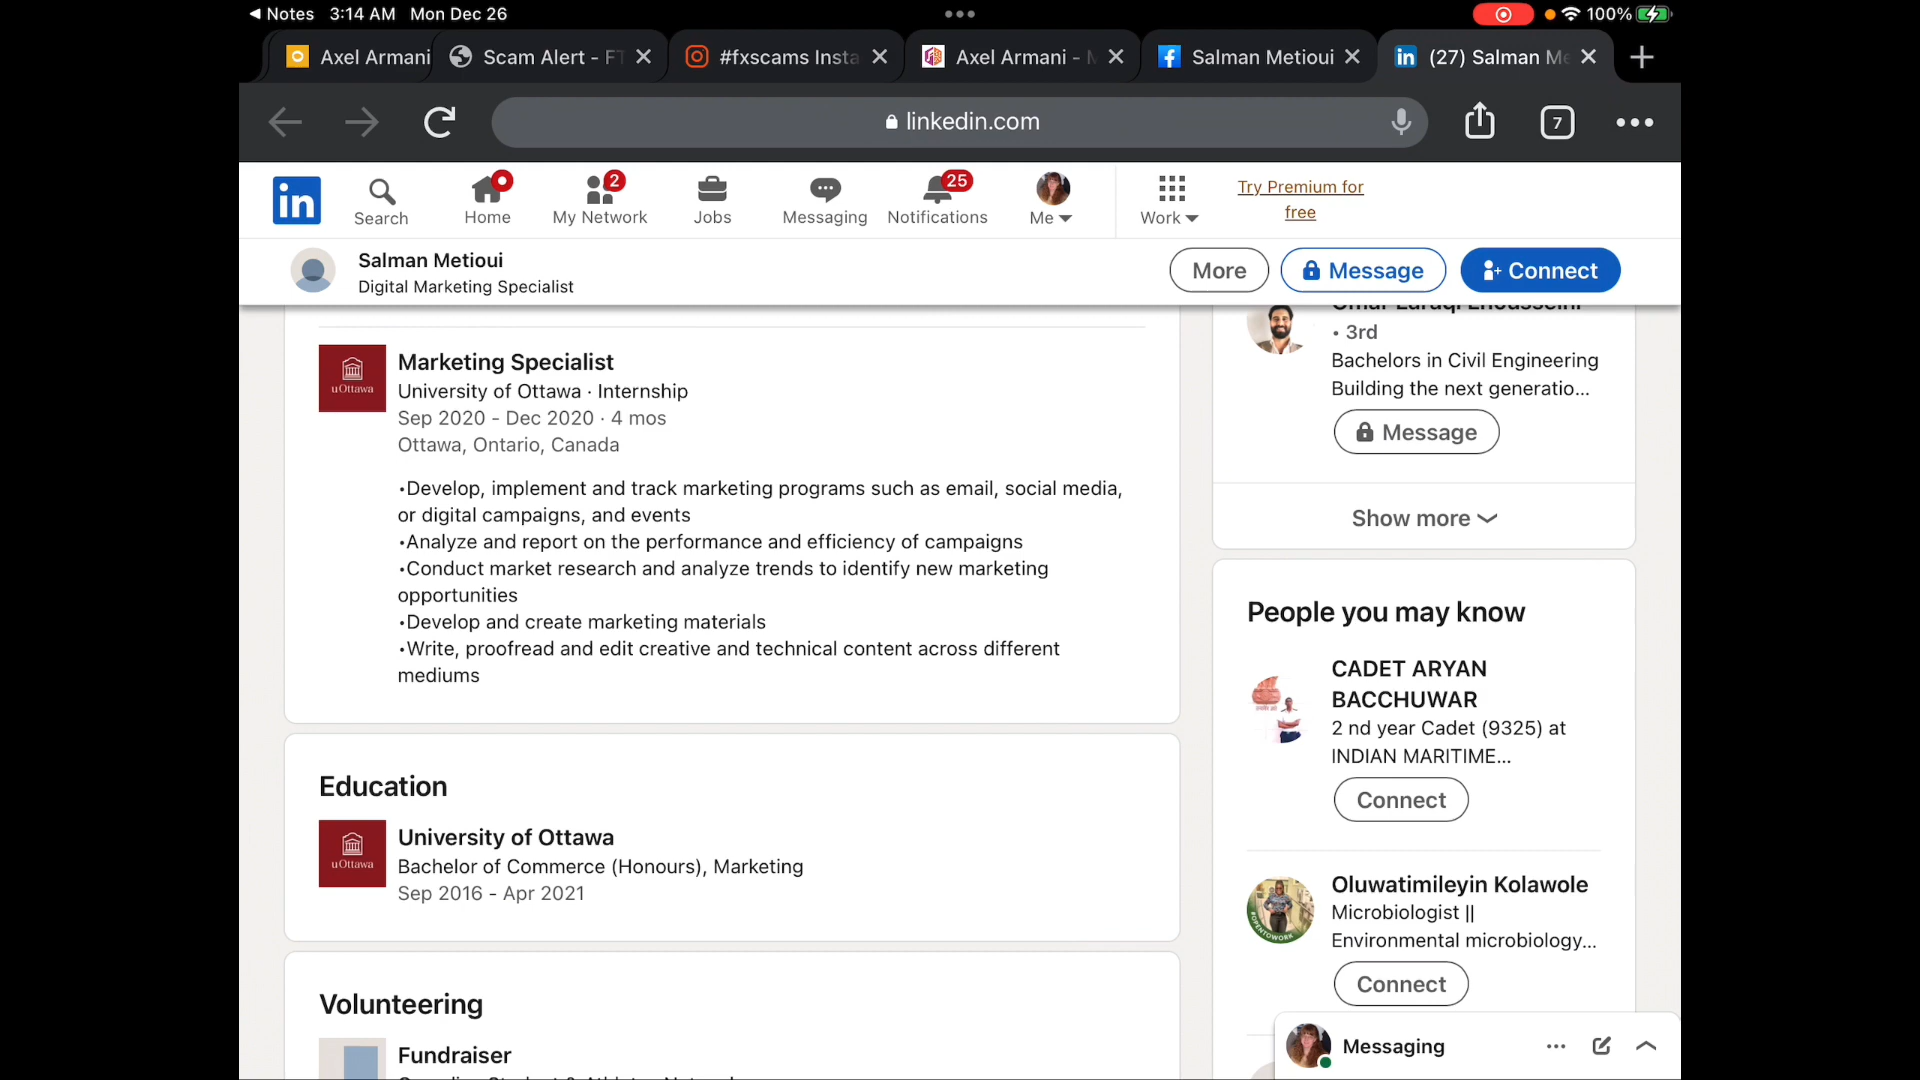 Notes 3:14 AM Mon Dec 26
100%
Axel Armani
Scam Alert - FT
#fxscams Insta
Axel Armani - M
Salman Metioui
(27) Salman Me
linkedin.com
7
in
Search
Home
2
My Network
Jobs
Messaging
25
Notifications
Me
Work
Try Premium for
free
Salman Metioui
Digital Marketing Specialist
More
Message
Connect
Marketing Specialist
University of Ottawa · Internship
Sep 2020 - Dec 2020 · 4 mos
Ottawa, Ontario, Canada
uOttawa
•Develop, implement and track marketing programs such as email, social media,
or digital campaigns, and events
•Analyze and report on the performance and efficiency of campaigns
•Conduct market research and analyze trends to identify new marketing
opportunities
•Develop and create marketing materials
•Write, proofread and edit creative and technical content across different
mediums
Education
uOttawa
University of Ottawa
Bachelor of Commerce (Honours), Marketing
Sep 2016 - Apr 2021
Volunteering
Fundraiser
• 3rd
Bachelors in Civil Engineering
Building the next generatio...
Message
Show more
People you may know
CADET ARYAN
BACCHUWAR
2 nd year Cadet (9325) at
INDIAN MARITIME...
Connect
#OPENTOWORK
Oluwatimileyin Kolawole
Microbiologist ||
Environmental microbiology...
Connect
Messaging